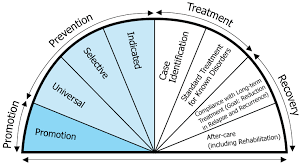 Promotion
Prevention
Treatment
Recovery
Promotion
Universal
Selective
Indicated
Case
Identification
Standard Treatment
for Known Disorders
Compliance with Long-term
Treatment (Goal: Reduction
in Relapse and Recurrence)
After-care
(including Rehabilitation)